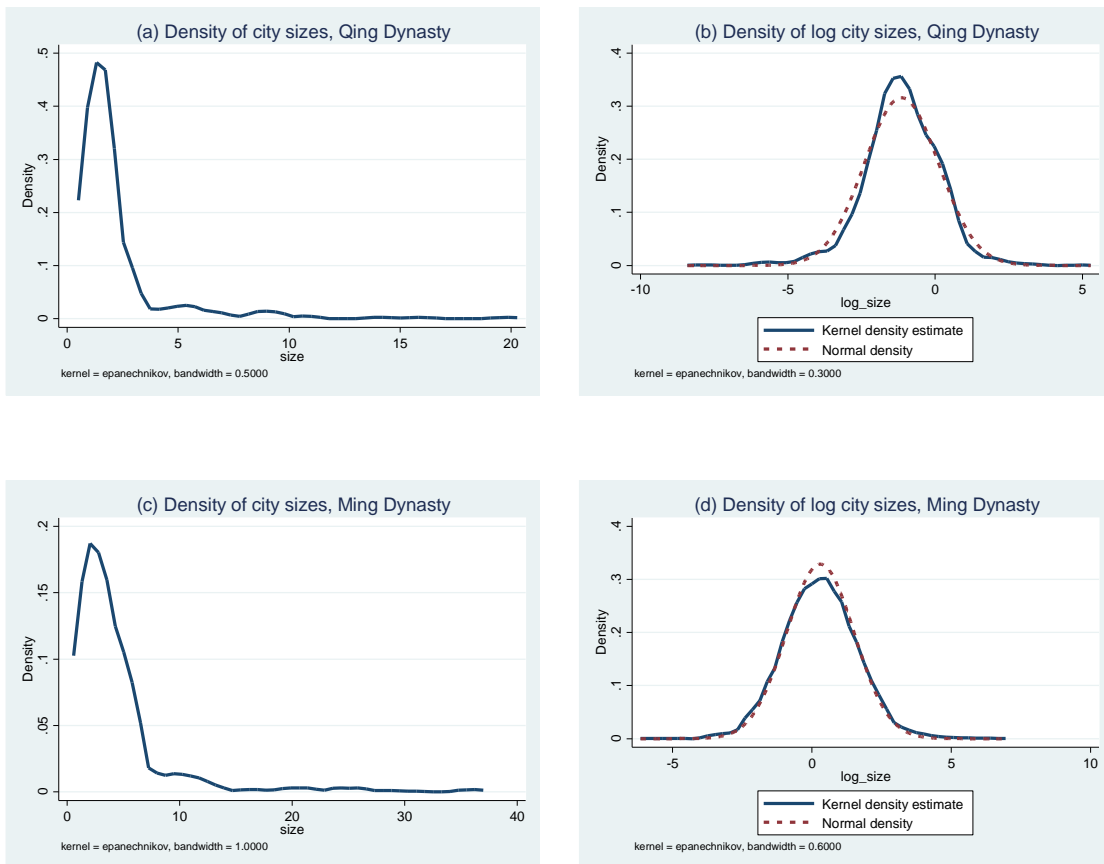 (a) Density of city sizes, Qing Dynasty
.5
.4
.3
.2
.1
0
Density
0 5 10 15 20
size
kernel = epanechnikov, bandwidth = 0.5000
(b) Density of log city sizes, Qing Dynasty
.4
.3
.2
.1
0
Density
-10 -5 0 5
log_size
Kernel density estimate
Normal density
kernel = epanechnikov, bandwidth = 0.3000
(c) Density of city sizes, Ming Dynasty
.2
.15
.1
.05
0
Density
0 10 20 30 40
size
kernel = epanechnikov, bandwidth = 1.0000
(d) Density of log city sizes, Ming Dynasty
.4
.3
.2
.1
0
Density
-5 0 5 10
log_size
Kernel density estimate
Normal density
kernel = epanechnikov, bandwidth = 0.6000